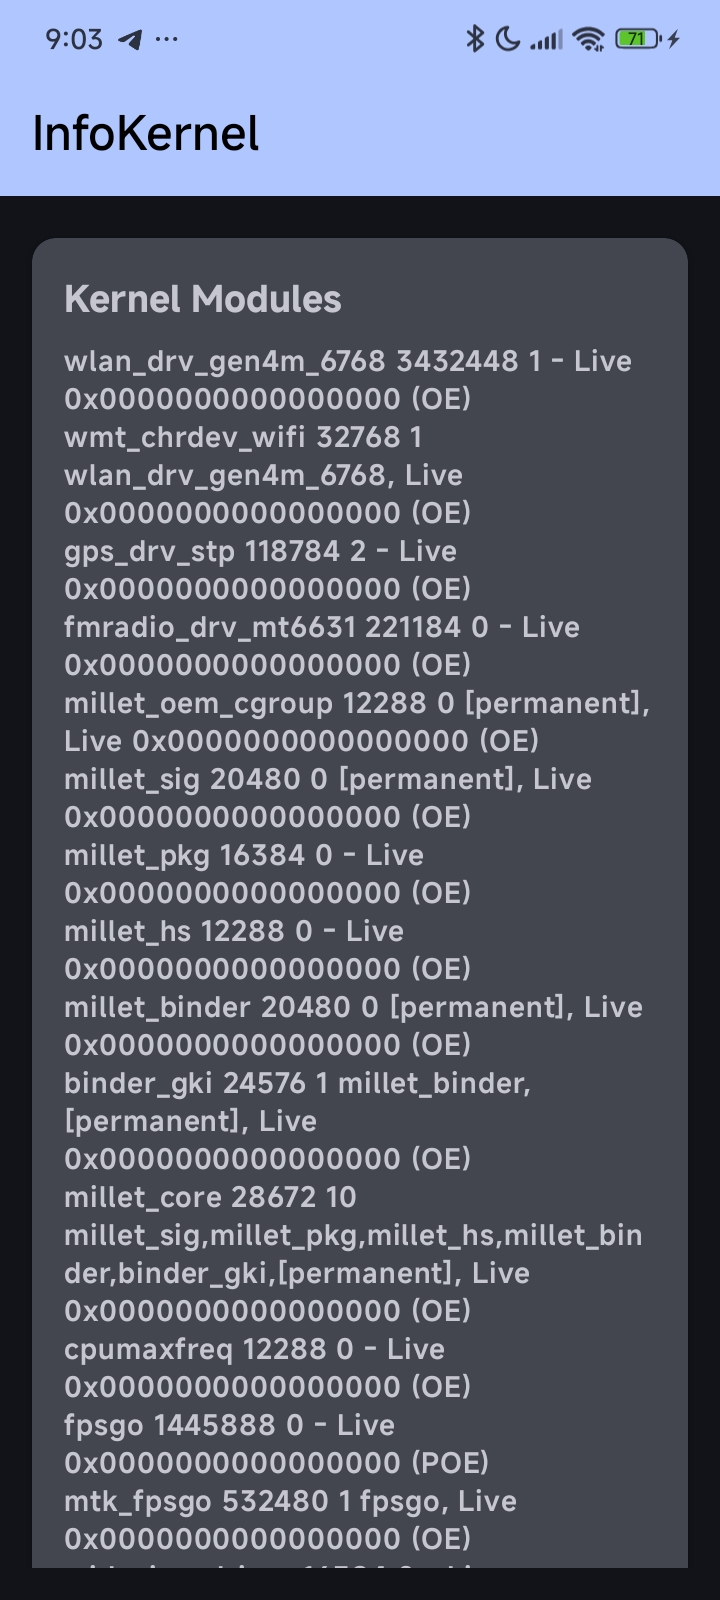 9:03
71
InfoKernel
Kernel Modules
wlan_drv_gen4m_6768 3432448 1 - Live
0x0000000000000000 (OE)
wmt_chrdev_wifi 32768 1
wlan_drv_gen4m_6768, Live
0x0000000000000000 (OE)
gps_drv_stp 118784 2 - Live
0x0000000000000000 (OE)
fmradio_drv_mt6631 221184 0 - Live
0x0000000000000000 (OE)
millet_oem_cgroup 12288 0 [permanent],
Live 0x0000000000000000 (OE)
millet_sig 20480 0 [permanent], Live
0x0000000000000000 (OE)
millet_pkg 16384 0 - Live
0x0000000000000000 (OE)
millet_hs 12288 0 - Live
0x0000000000000000 (OE)
millet_binder 20480 0 [permanent], Live
0x0000000000000000 (OE)
binder_gki 24576 1 millet_binder,
[permanent], Live
0x0000000000000000 (OE)
millet_core 28672 10
millet_sig,millet_pkg,millet_hs,millet_bin
der,binder_gki,[permanent], Live
0x0000000000000000 (OE)
cpumaxfreq 12288 0 - Live
0x0000000000000000 (OE)
fpsgo 1445888 0 - Live
0x0000000000000000 (POE)
mtk_fpsgo 532480 1 fpsgo, Live
0x0000000000000000 (OE)